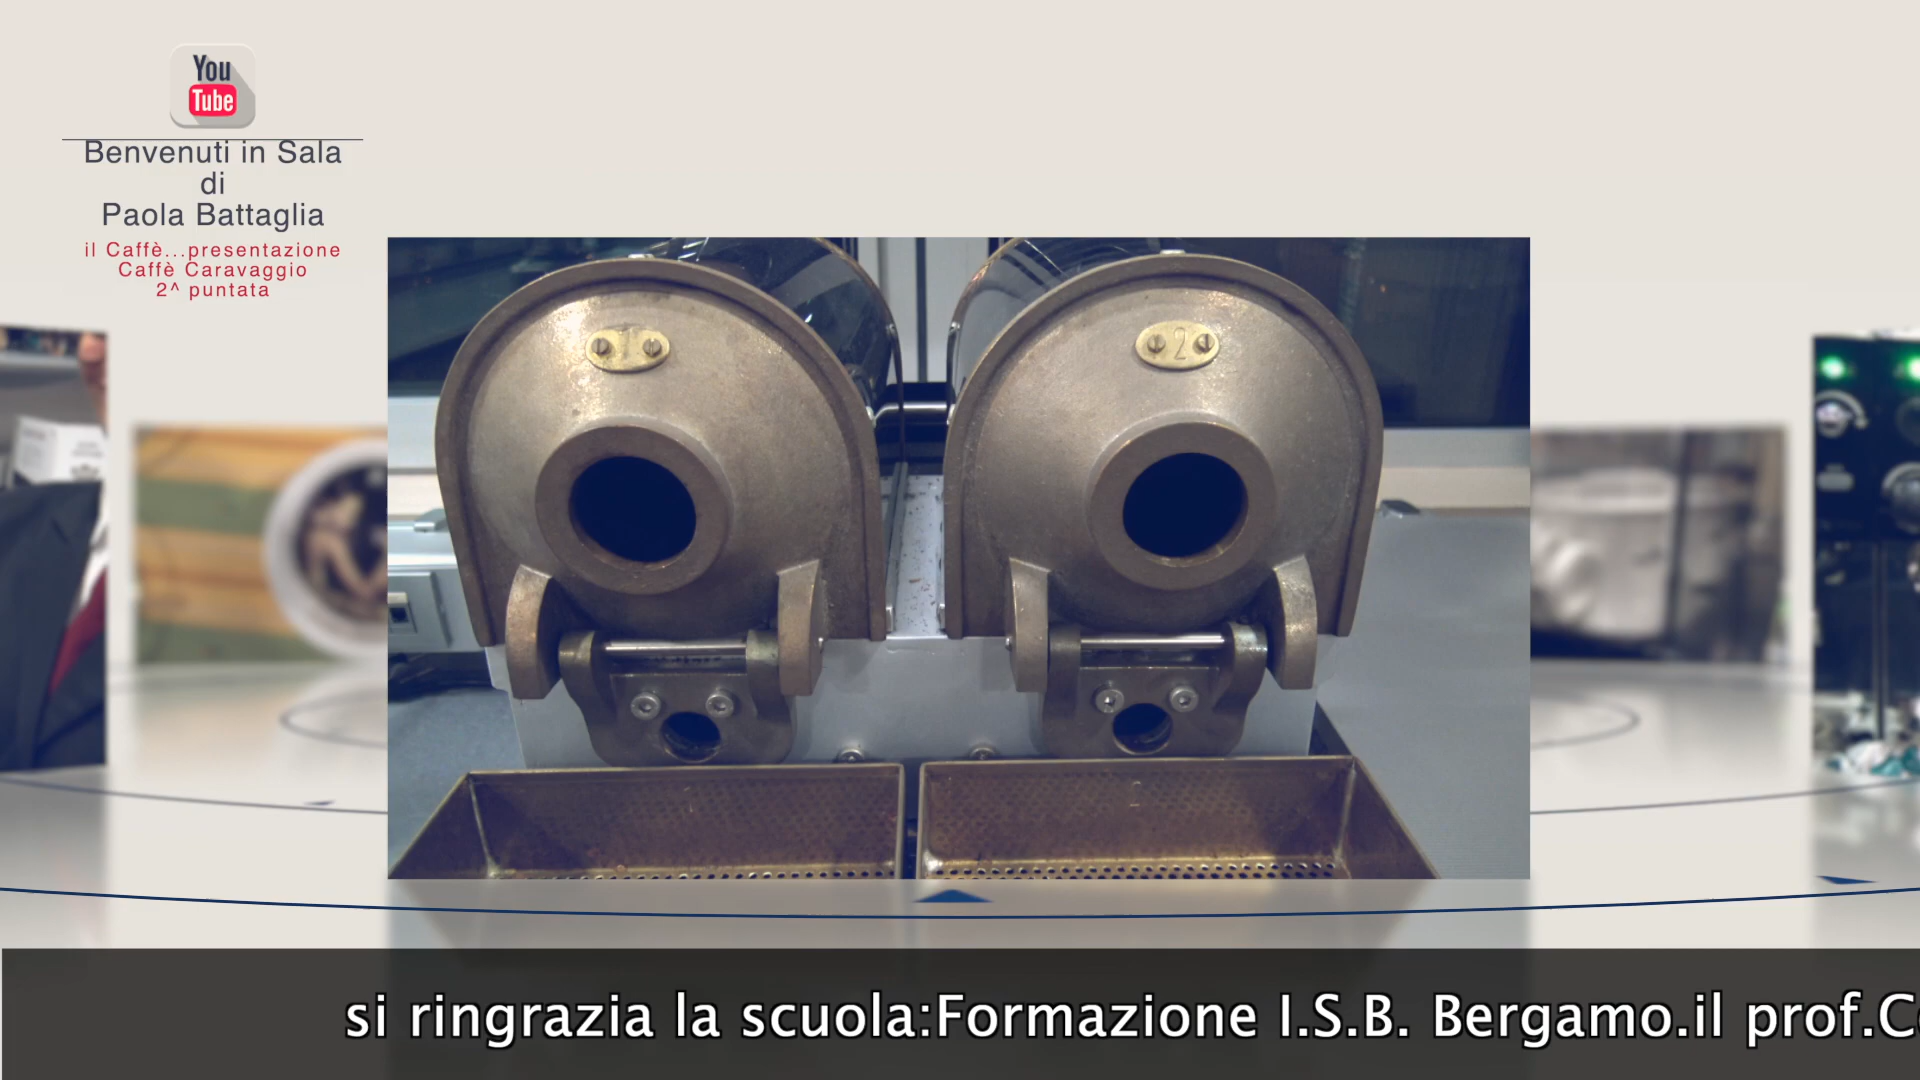 You
Tube
Benvenuti in Sala
di
Paola Battaglia
il Caffè...presentazione
Caffè Caravaggio
2^ puntata
1
2
si ringrazia la scuola:Formazione I.S.B. Bergamo.il prof.C